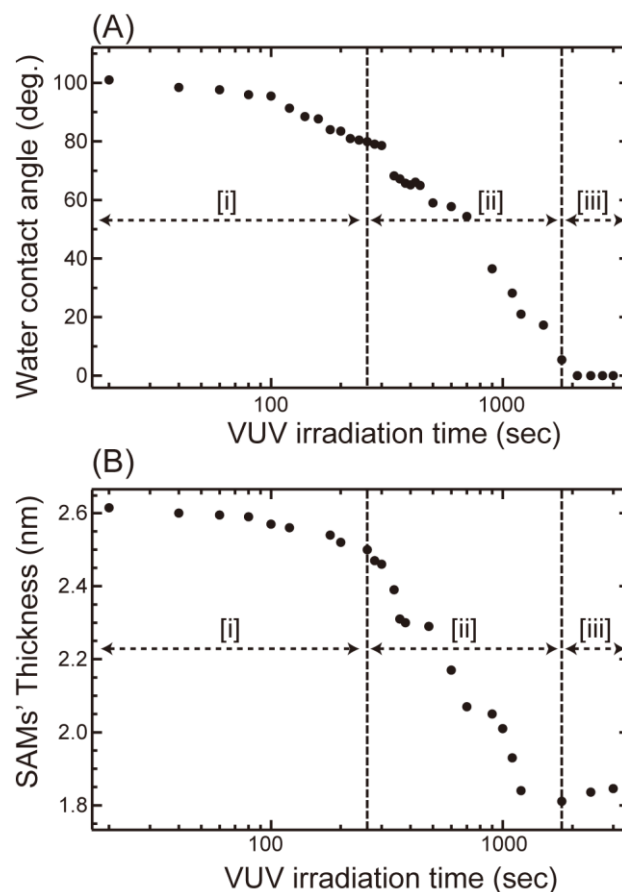 (A)
Water contact angle (deg.)
100
80
60
40
20
0
[i]
[ii]
[iii]
100
1000
VUV irradiation time (sec)
(B)
SAMs' Thickness (nm)
2.6
2.4
2.2
2.0
1.8
[i]
[ii]
[iii]
100
1000
VUV irradiation time (sec)